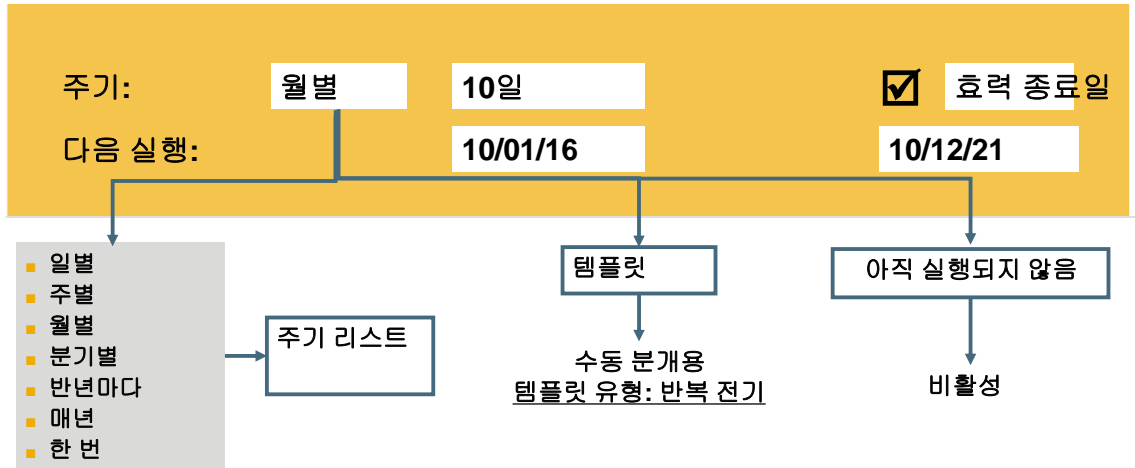 주기: 월별 10일 효력 종료일
다음 실행: 10/01/16 10/12/21
일별
주별
월별
분기별
반년마다
매년
한 번
주기 리스트
템플릿
수동 분개용
템플릿 유형: 반복 전기
아직 실행되지 않음
비활성